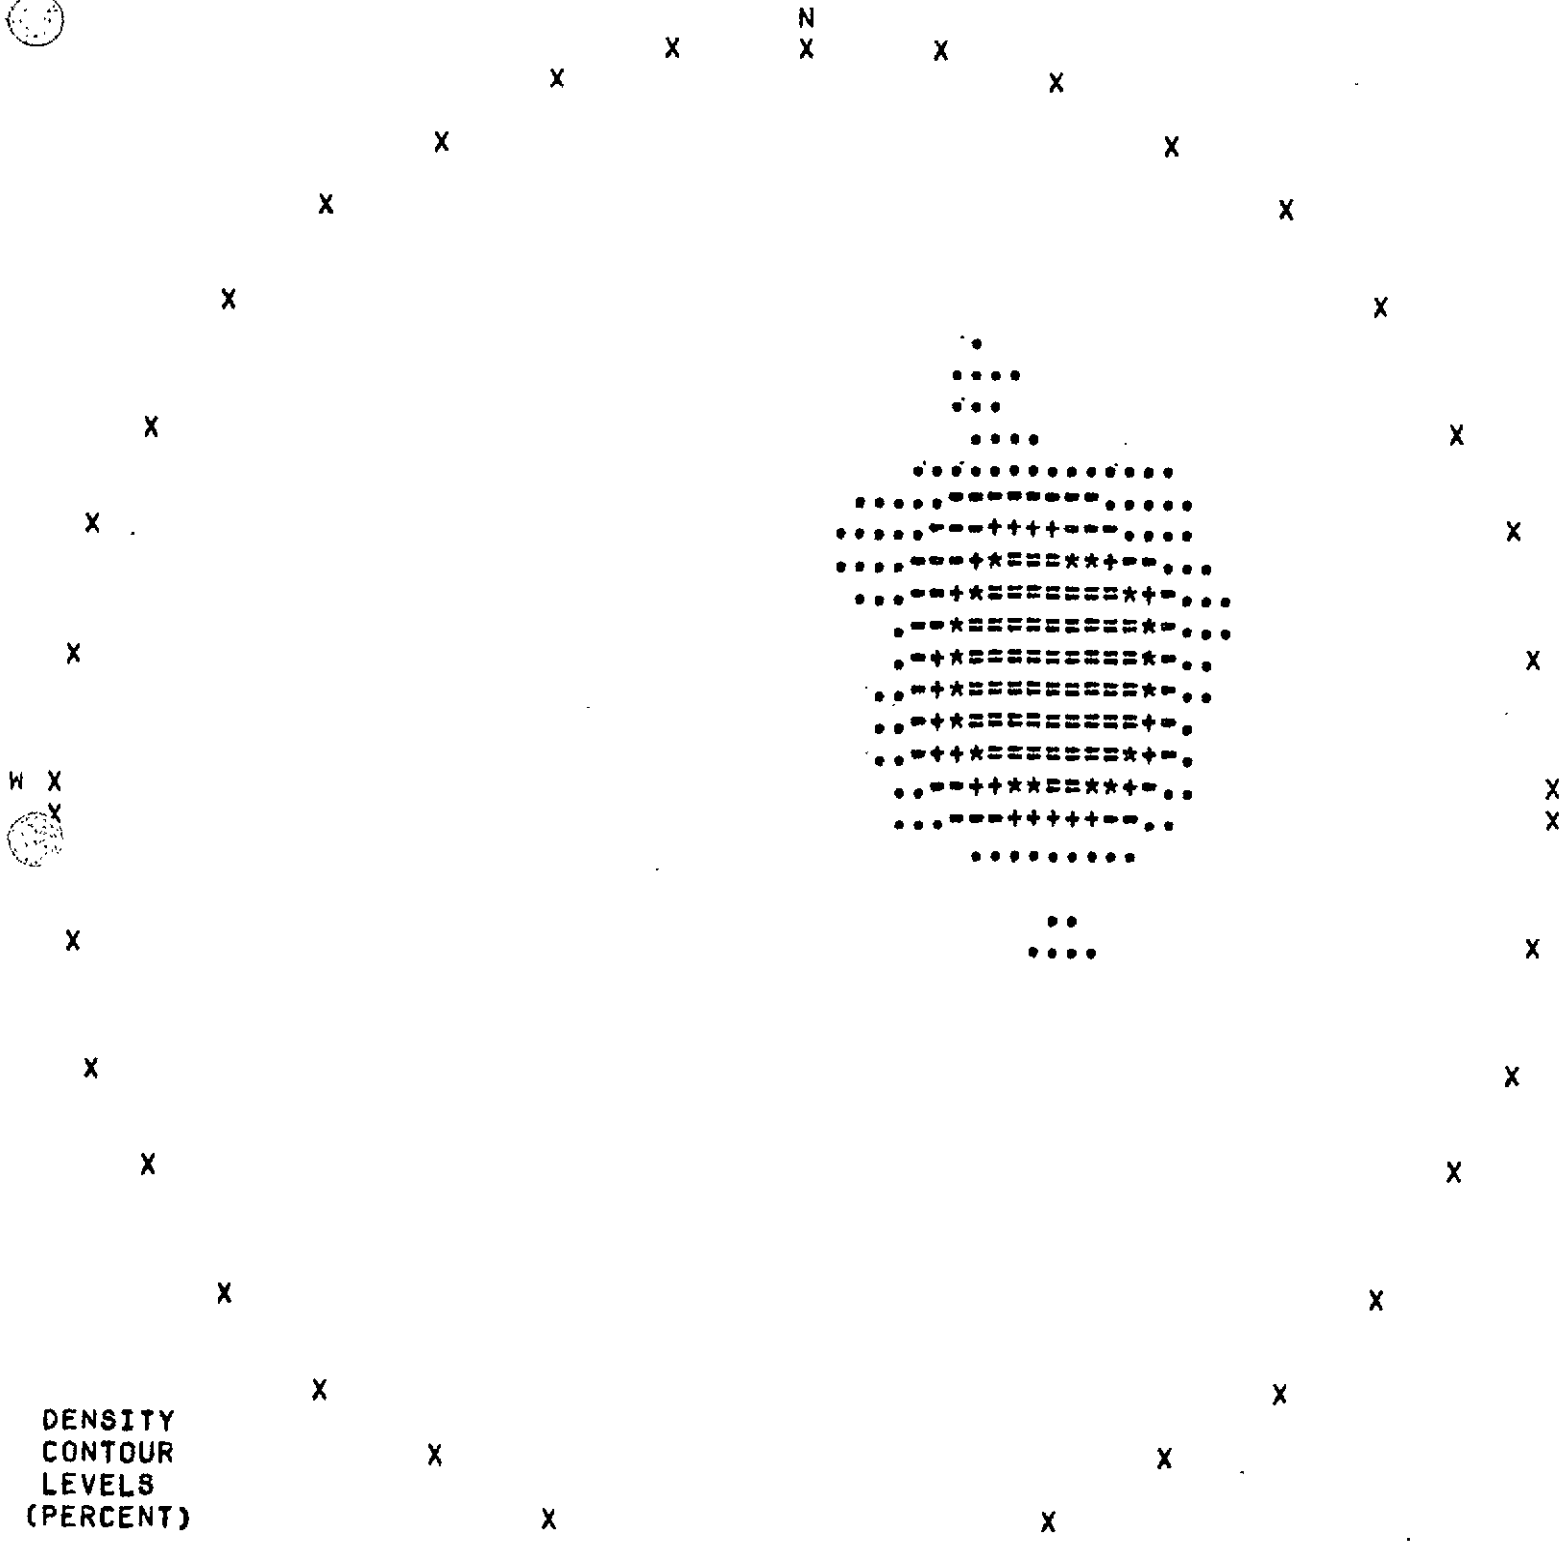 N
X X X
X X
X X
X X
X X
.
. . . .
. . .
X X
. . . .
. . . . . . . . . . . . . .
.....--------.....
X X
.....---++++---....
....---+*===**+--...
...--+*=======*+-...
.--*=========*-...
X X
.-+*=========*-..
..-+*=========*-..
..-+*=========+-.
..-++*=======*+-.
W X X
..--++**==**+-..
X X
...---+++++--..
.........
..
X X
....
X X
X X
X X
X X
DENSITY
CONTOUR
X X
LEVELS
(PERCENT)
X X